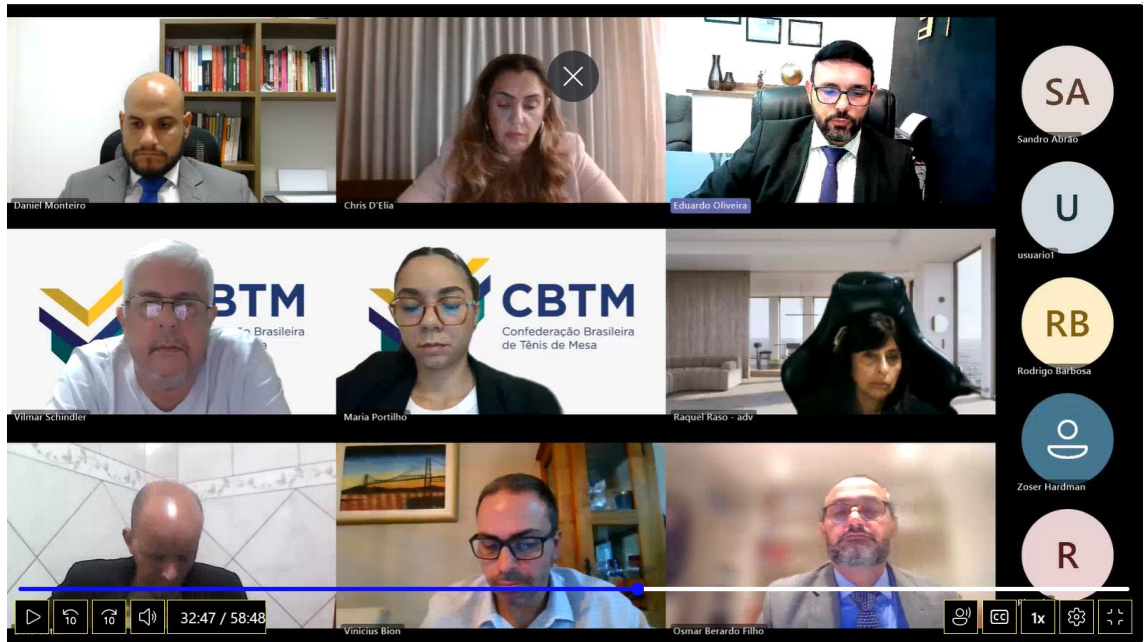 Daniel Monteiro
Chris D'Elia
Eduardo Oliveira
SA
Sandro Abrão
U
usuario1
BTM
o Brasileira
a
Vilmar Schindler
CBTM
Confederação Brasileira
de Tênis de Mesa
Maria Portilho
Raquel Raso - adv
RB
Rodrigo Barbosa
Zoser Hardman
R
10
10
32:47 / 58:48
Vinicius Bion
Osmar Berardo Filho
CC
1x